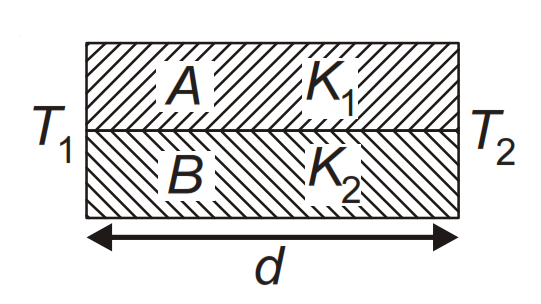 A K₁
T₁ T₂
B K₂
d